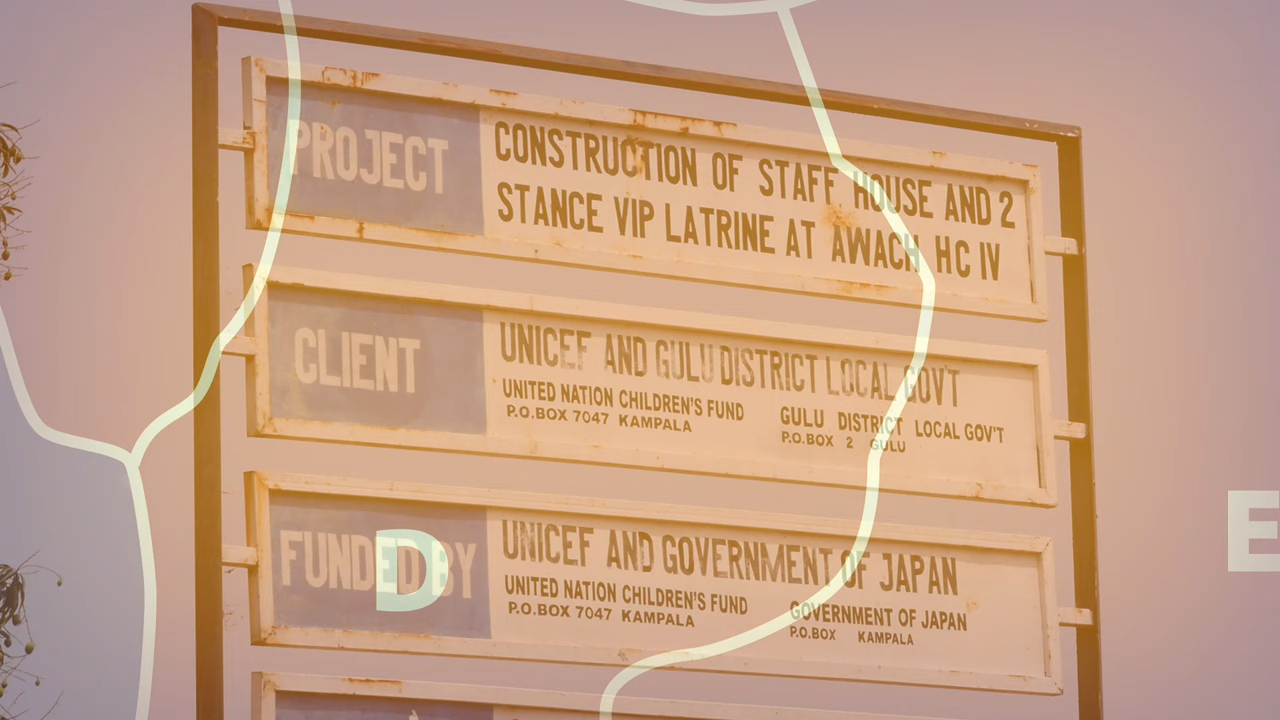 PROJECT
CONSTRUCTION OF STAFF HOUSE AND 2
STANCE VIP LATRINE AT AWACH HC IV
CLIENT
UNICEF AND GULU DISTRICT LOCAL GOV'T
UNITED NATION CHILDREN'S FUND
P.O.BOX 7047 KAMPALA
GULU DISTRICT LOCAL GOV'T
P.O.BOX 2 GULU
FUNDED BY
UNICEF AND GOVERNMENT OF JAPAN
UNITED NATION CHILDREN'S FUND
P.O.BOX 7047 KAMPALA
GOVERNMENT OF JAPAN
P.O.BOX KAMPALA
D
E